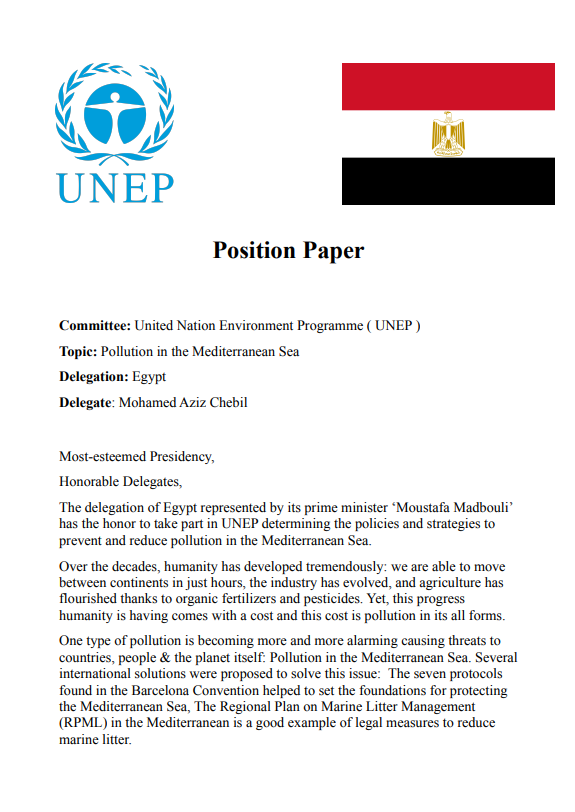 UNEP
Position Paper
Committee: United Nation Environment Programme ( UNEP )
Topic: Pollution in the Mediterranean Sea
Delegation: Egypt
Delegate: Mohamed Aziz Chebil
Most-esteemed Presidency,
Honorable Delegates,
The delegation of Egypt represented by its prime minister ‘Moustafa Madbouli’
has the honor to take part in UNEP determining the policies and strategies to
prevent and reduce pollution in the Mediterranean Sea.
Over the decades, humanity has developed tremendously: we are able to move
between continents in just hours, the industry has evolved, and agriculture has
flourished thanks to organic fertilizers and pesticides. Yet, this progress
humanity is having comes with a cost and this cost is pollution in its all forms.
One type of pollution is becoming more and more alarming causing threats to
countries, people & the planet itself: Pollution in the Mediterranean Sea. Several
international solutions were proposed to solve this issue:  The seven protocols
found in the Barcelona Convention helped to set the foundations for protecting
the Mediterranean Sea, The Regional Plan on Marine Litter Management
(RPML) in the Mediterranean is a good example of legal measures to reduce
marine litter.